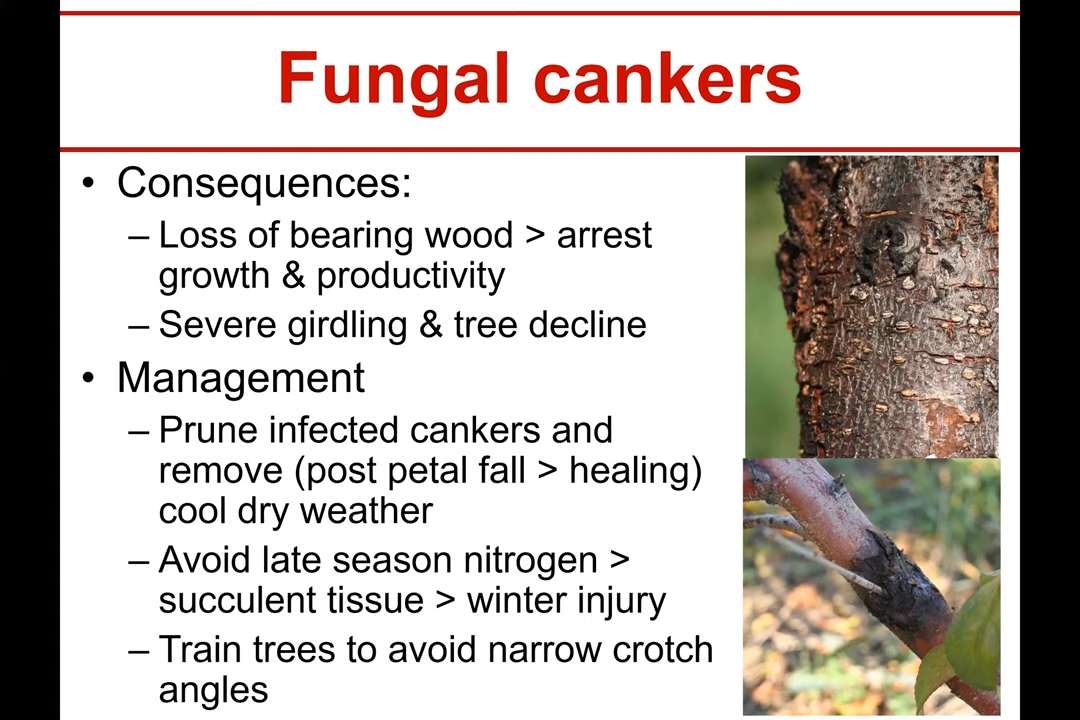 Fungal cankers
• Consequences:
– Loss of bearing wood > arrest
growth & productivity
– Severe girdling & tree decline
• Management
– Prune infected cankers and
remove (post petal fall > healing)
cool dry weather
– Avoid late season nitrogen >
succulent tissue > winter injury
– Train trees to avoid narrow crotch
angles